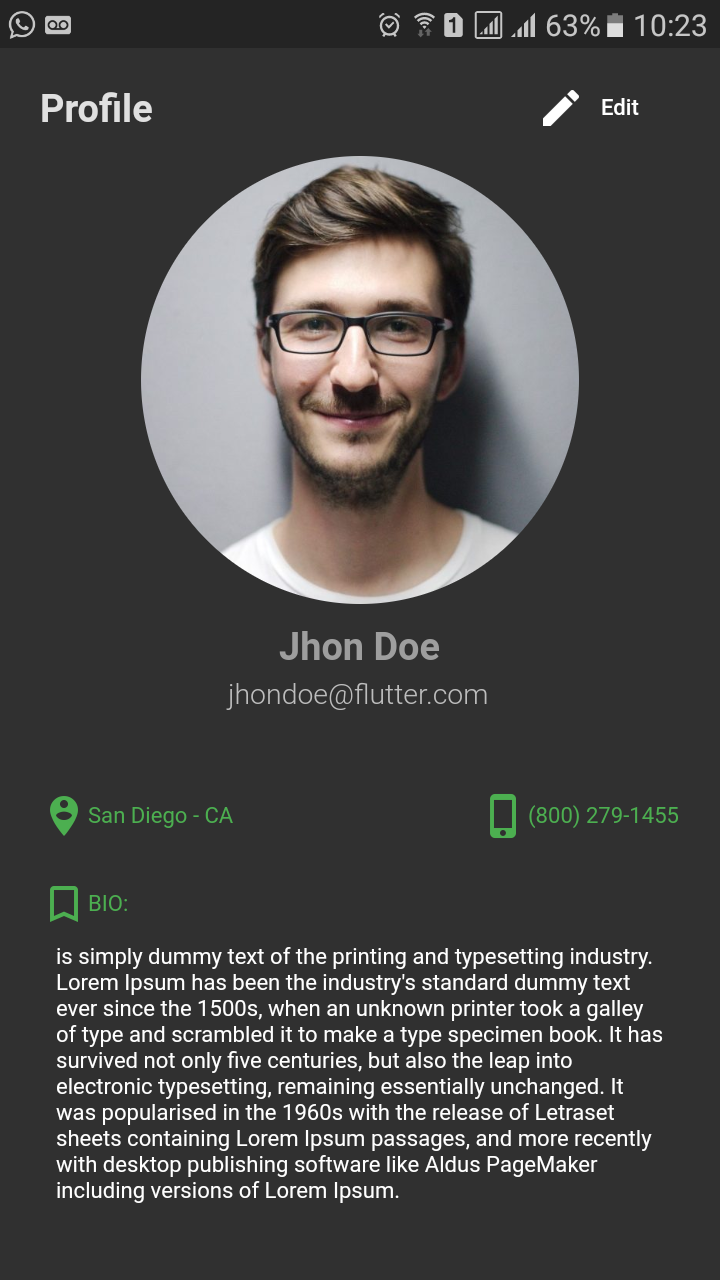 1 63% 10:23
Profile Edit
Jhon Doe
jhondoe@flutter.com
San Diego - CA (800) 279-1455
BIO:
is simply dummy text of the printing and typesetting industry.
Lorem Ipsum has been the industry's standard dummy text
ever since the 1500s, when an unknown printer took a galley
of type and scrambled it to make a type specimen book. It has
survived not only five centuries, but also the leap into
electronic typesetting, remaining essentially unchanged. It
was popularised in the 1960s with the release of Letraset
sheets containing Lorem Ipsum passages, and more recently
with desktop publishing software like Aldus PageMaker
including versions of Lorem Ipsum.